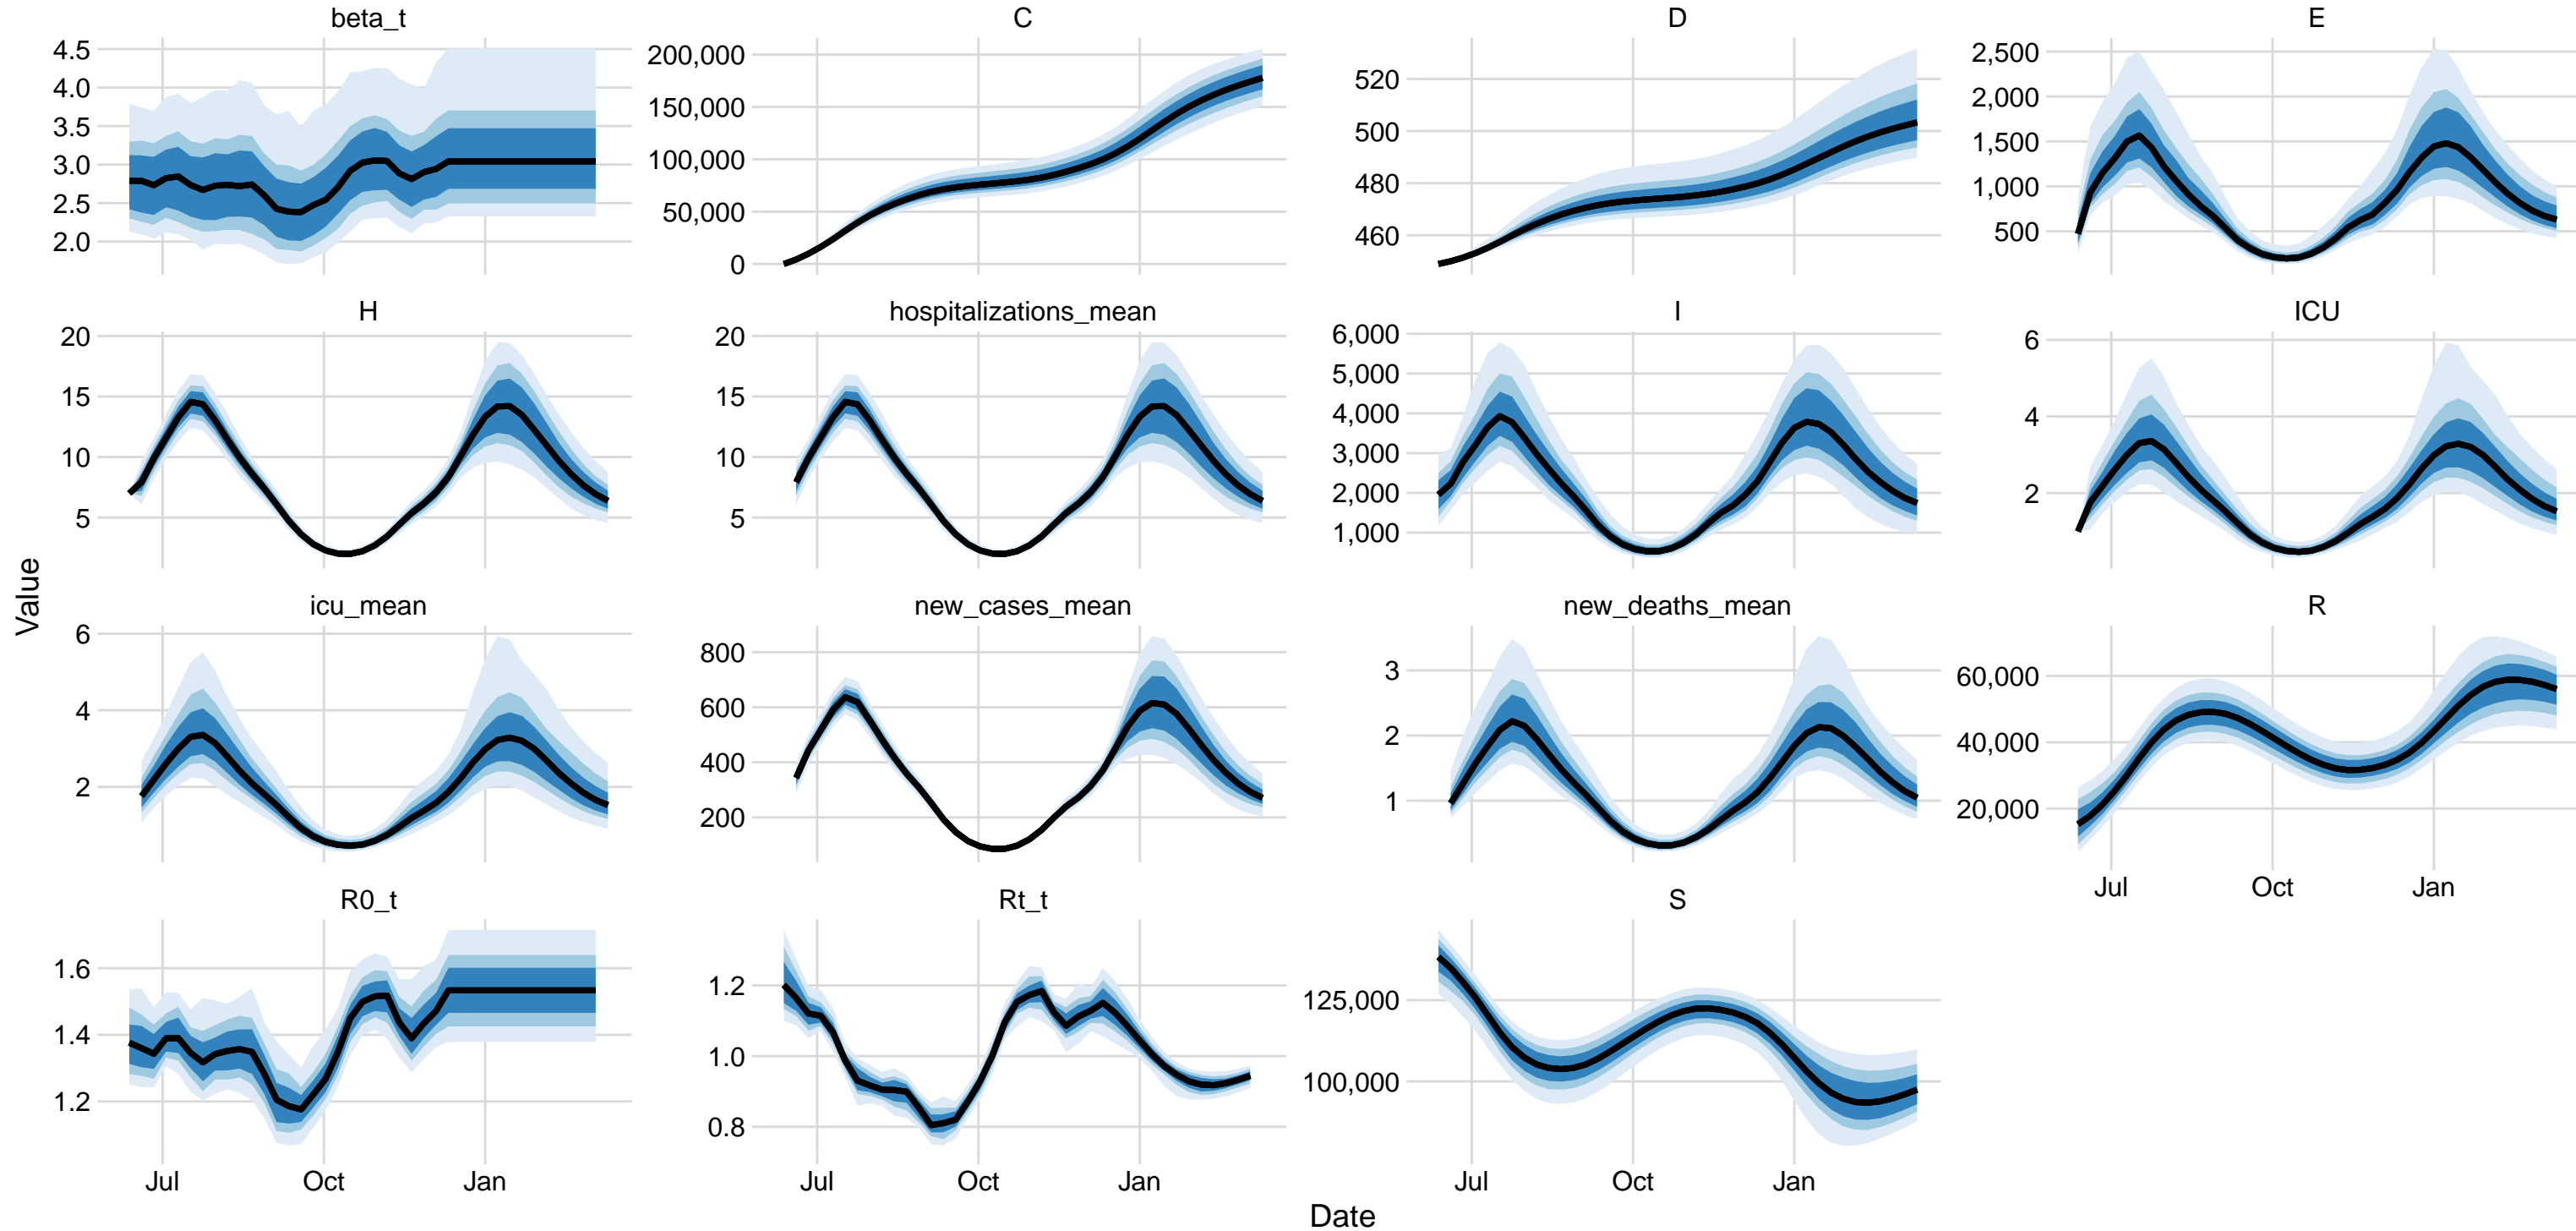 beta_t
C
D
E
4.5
4.0
3.5
3.0
2.5
2.0
200,000
150,000
100,000
50,000
0
520
500
480
460
2,500
2,000
1,500
1,000
500
H
hospitalizations_mean
I
ICU
20
15
10
5
20
15
10
5
6,000
5,000
4,000
3,000
2,000
1,000
6
4
2
Value
icu_mean
new_cases_mean
new_deaths_mean
R
6
4
2
800
600
400
200
3
2
1
60,000
40,000
20,000
Jul Oct Jan
R0_t
Rt_t
S
1.6
1.4
1.2
1.2
1.0
0.8
125,000
100,000
Jul Oct Jan
Jul Oct Jan
Jul Oct Jan
Date